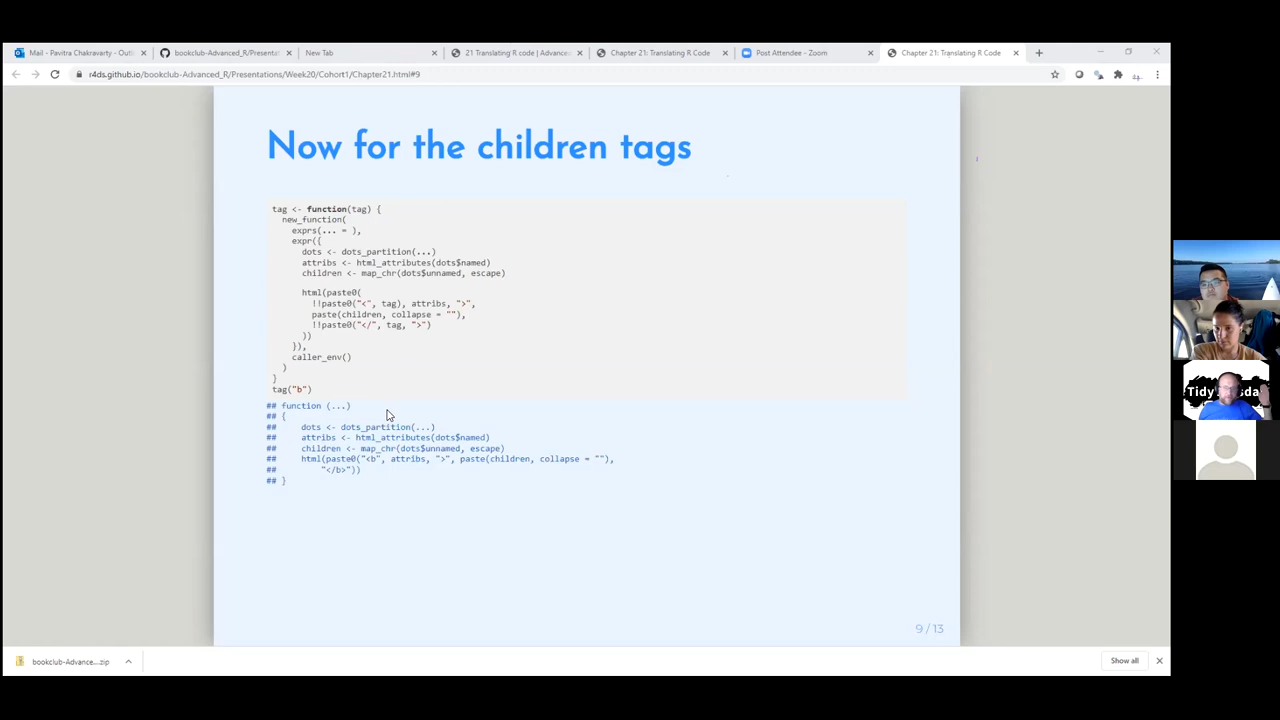 Mail - Pavitra Chakravarty - Outl
bookclub-Advanced_R/Presentat
New Tab
21 Translating R code | Advance
Chapter 21: Translating R Code
Post Attendee - Zoom
Chapter 21: Translating R Code
r4ds.github.io/bookclub-Advanced_R/Presentations/Week20/Cohort1/Chapter21.html#9
Now for the children tags
tag <- function(tag) {
  new_function(
    exprs(... = ),
    expr({
      dots <- dots_partition(...)
      attribs <- html_attributes(dots$named)
      children <- map_chr(dots$unnamed, escape)
      html(paste0(
        !!paste0("<", tag), attribs, ">",
        paste(children, collapse = ""),
        !!paste0("</", tag, ">")
      ))
    }),
    caller_env()
  )
}
tag("b")
## function (...)
## {
##     dots <- dots_partition(...)
##     attribs <- html_attributes(dots$named)
##     children <- map_chr(dots$unnamed, escape)
##     html(paste0("<b", attribs, ">", paste(children, collapse = ""),
##         "</b>"))
## }
9 / 13
bookclub-Advance....zip
Show all